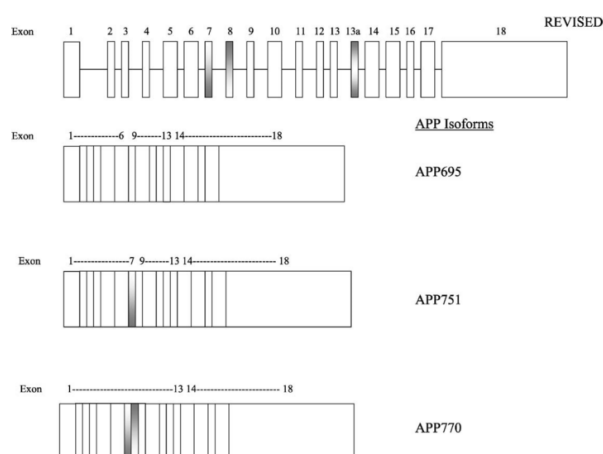 REVISED
Exon 1 2 3 4 5 6 7 8 9 10 11 12 13 13a 14 15 16 17 18
APP Isoforms
Exon 1-------------6 9------13 14------------------------18
APP695
Exon 1---------------7 9-------13 14----------------------- 18
APP751
Exon 1---------------------------13 14----------------------- 18
APP770